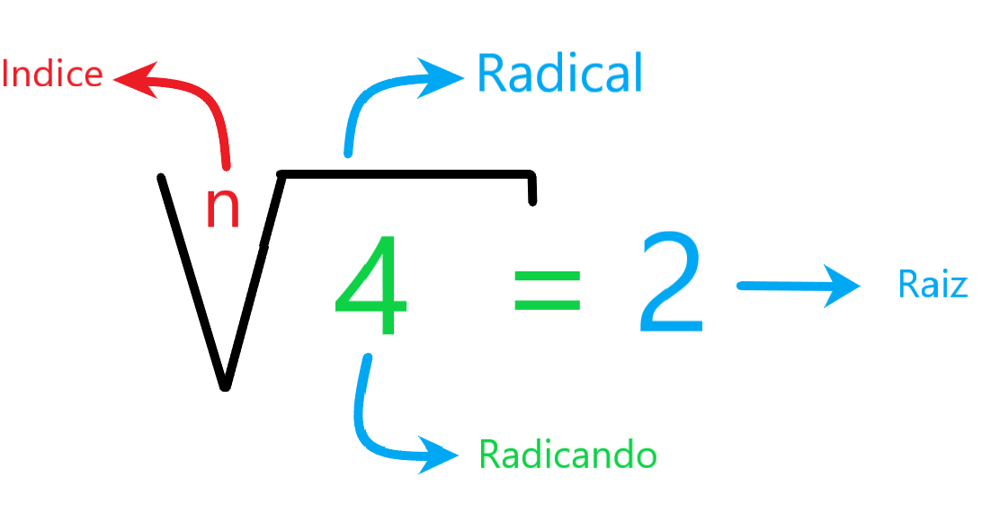 Indice
Radical
n
4 = 2
Raiz
Radicando